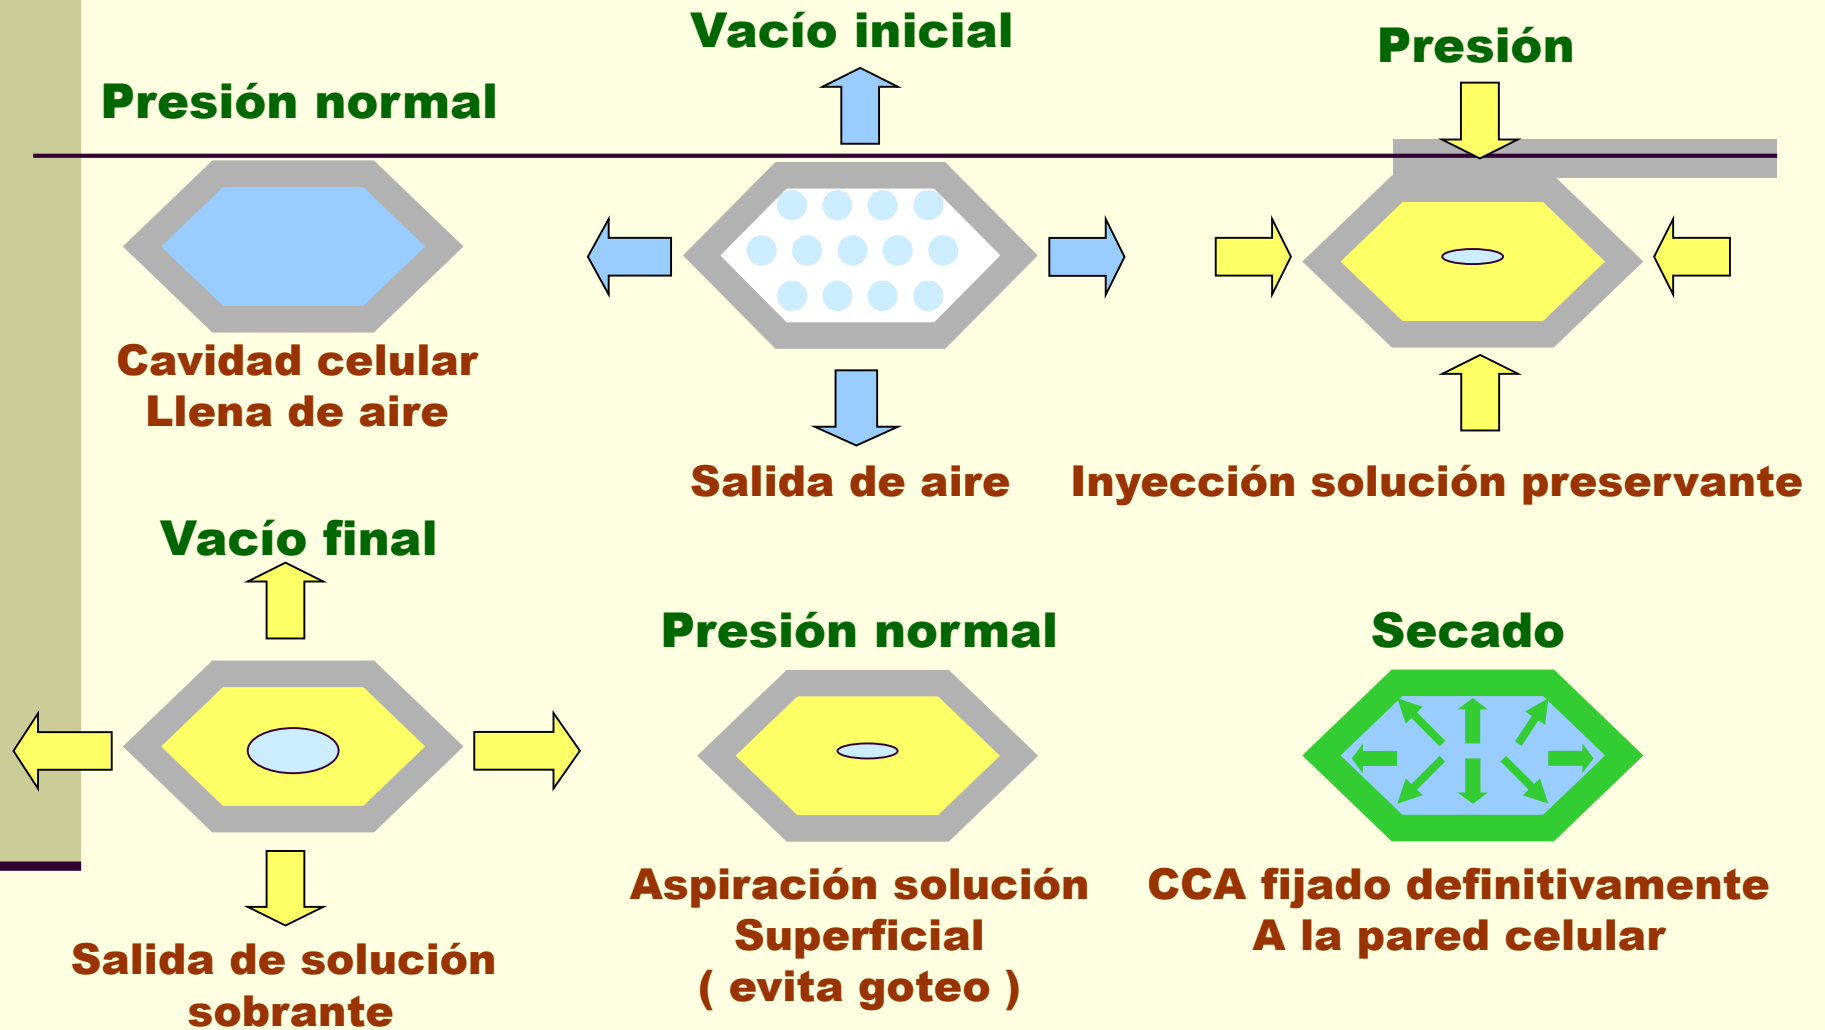 Presión normal
Cavidad celular
Llena de aire
Vacío inicial
Salida de aire
Presión
Inyección solución preservante
Vacío final
Salida de solución
sobrante
Presión normal
Aspiración solución
Superficial
( evita goteo )
Secado
CCA fijado definitivamente
A la pared celular